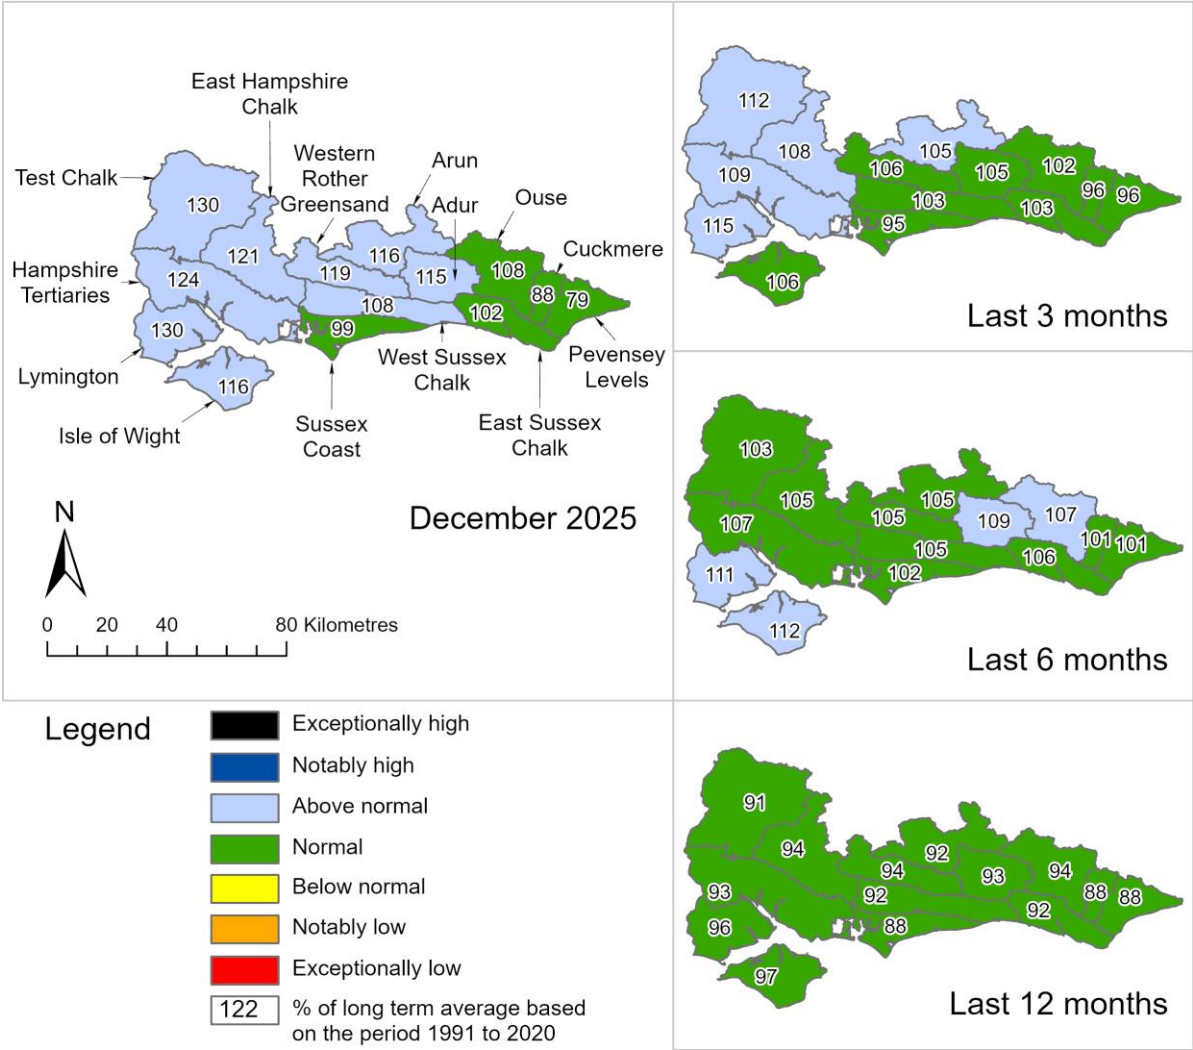 East Hampshire
Chalk
Western
Rother
Greensand
Arun
Adur
Ouse
Cuckmere
Test Chalk
Hampshire
Tertiaries
Lymington
Isle of Wight
Sussex
Coast
West Sussex
Chalk
East Sussex
Chalk
Pevensey
Levels
130
121
124
130
116
119
116
115
108
99
108
102
88
79
December 2025
N
0 20 40 80 Kilometres
112
108
109
115
106
106
105
105
103
95
102
103
96
96
Last 3 months
103
105
107
111
112
105
105
109
105
102
107
106
101
101
Last 6 months
Legend
Exceptionally high
Notably high
Above normal
Normal
Below normal
Notably low
Exceptionally low
122 % of long term average based
on the period 1991 to 2020
91
94
93
96
97
94
92
93
92
88
94
92
88
88
Last 12 months